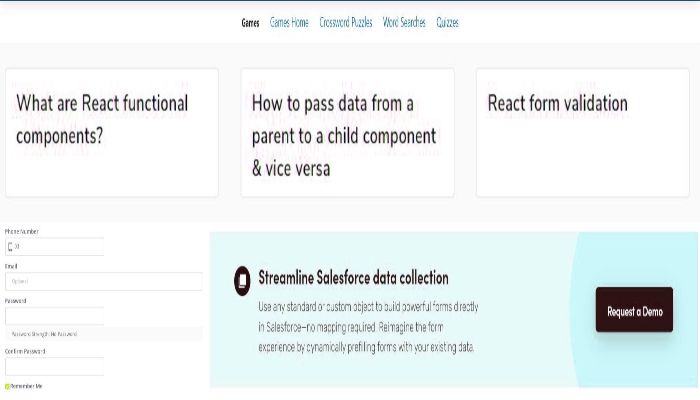 Games Games Home Crossword Puzzles Word Searches Quizzes
What are React functional
components?
How to pass data from a
parent to a child component
& vice versa
React form validation
Phone Number
Email
Optional
Password
Password Strength: No Password
Confirm Password
Remember Me
Streamline Salesforce data collection
Use any standard or custom object to build powerful forms directly
in Salesforce—no mapping required. Reimagine the form
experience by dynamically prefilling forms with your existing data.
Request a Demo